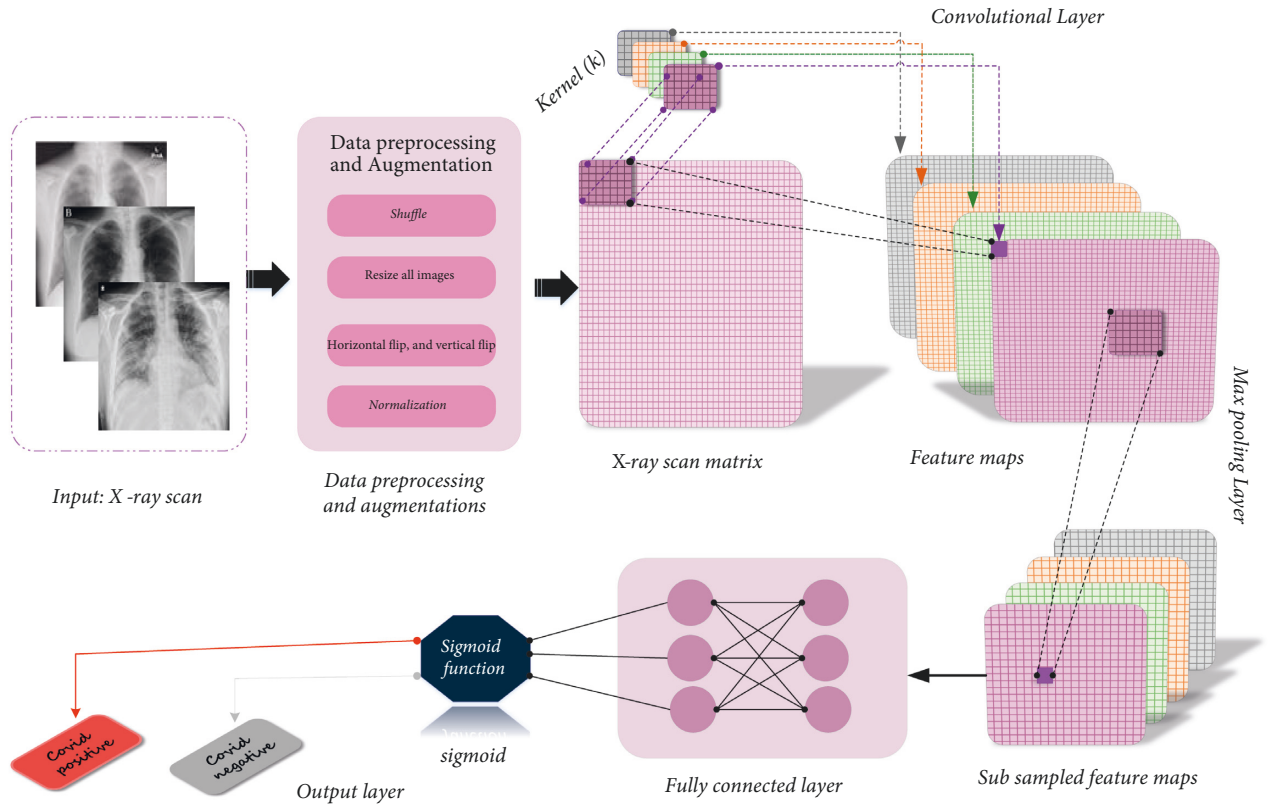 Convolutional Layer
Kernel (k)
B
Data preprocessing
and Augmentation
Shuffle
Resize all images
Horizontal flip, and vertical flip
Normalization
Input: X -ray scan
Data preprocessing
and augmentations
X-ray scan matrix
Feature maps
Max pooling Layer
Sigmoid
function
sigmoid
Covid
positive
Covid
negative
Output layer
Fully connected layer
Sub sampled feature maps